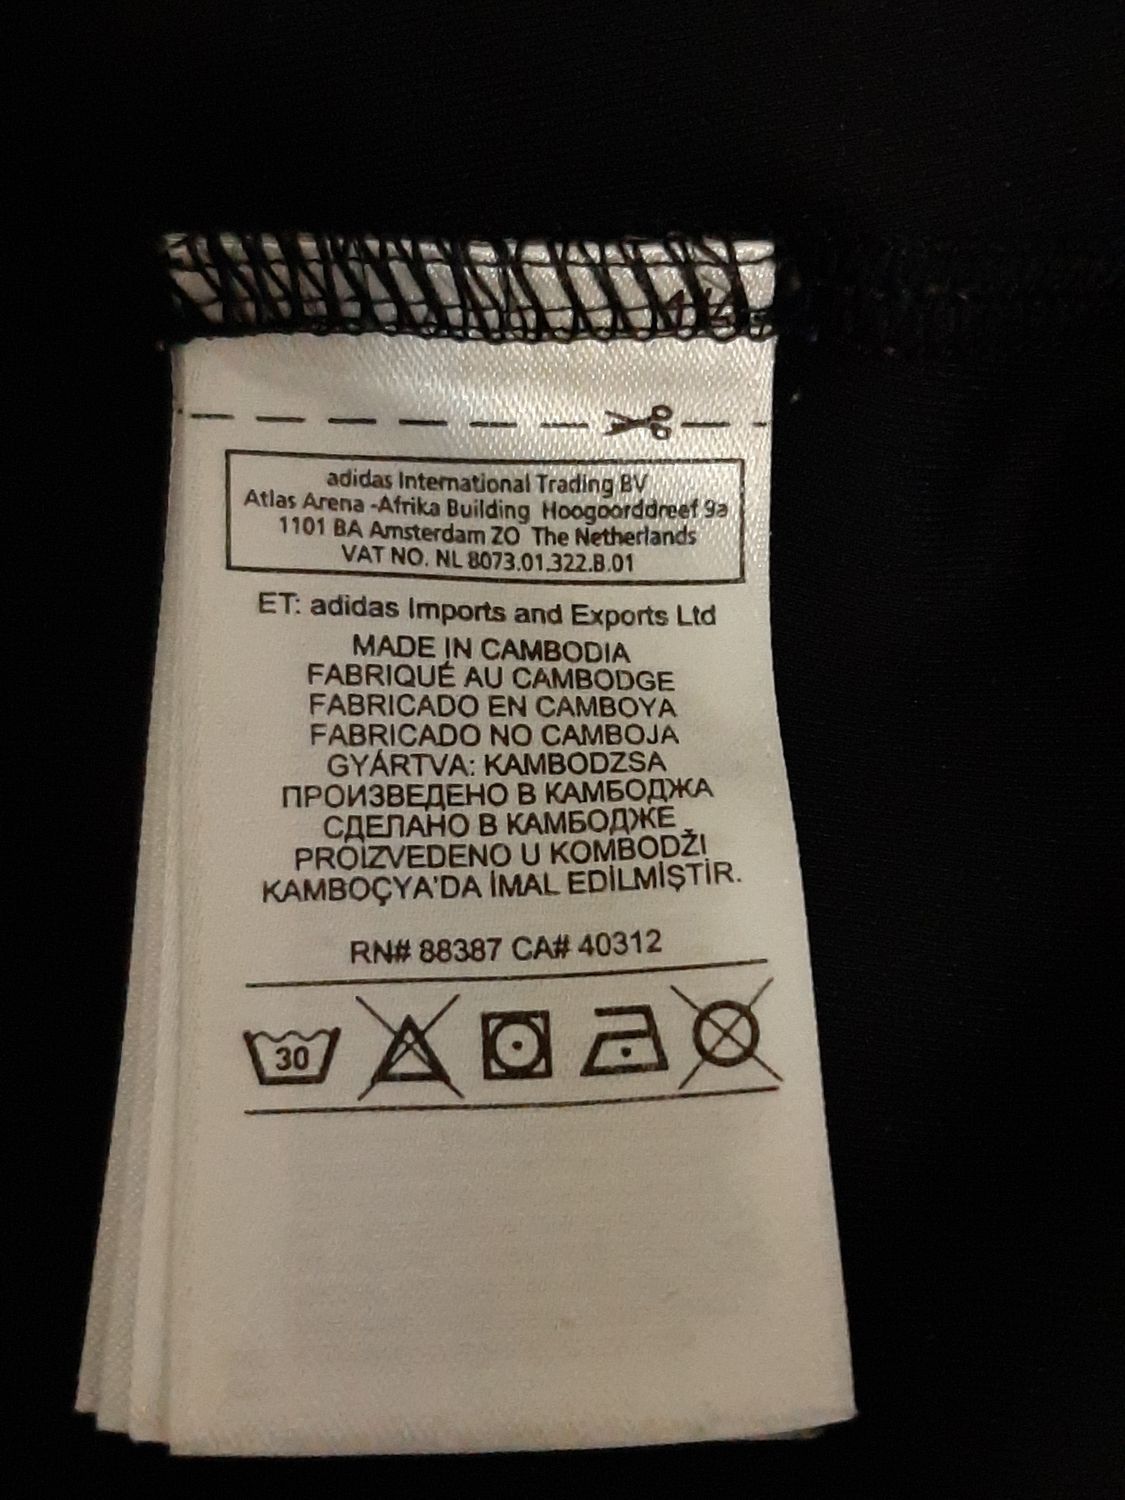 adidas International Trading BV
Atlas Arena -Afrika Building Hoogoorddreef 9a
1101 BA Amsterdam ZO The Netherlands
VAT NO. NL 8073.01.322.B.01
ET: adidas Imports and Exports Ltd
MADE IN CAMBODIA
FABRIQUÉ AU CAMBODGE
FABRICADO EN CAMBOYA
FABRICADO NO CAMBOJA
GYÁRTVA: KAMBODZSA
ПРОИЗВЕДЕНО В КАМБОДЖА
СДЕЛАНО В КАМБОДЖЕ
PROIZVEDENO U KOMBODŽI
KAMBOÇYA'DA İMAL EDİLMİŞTİR.
RN# 88387 CA# 40312
30